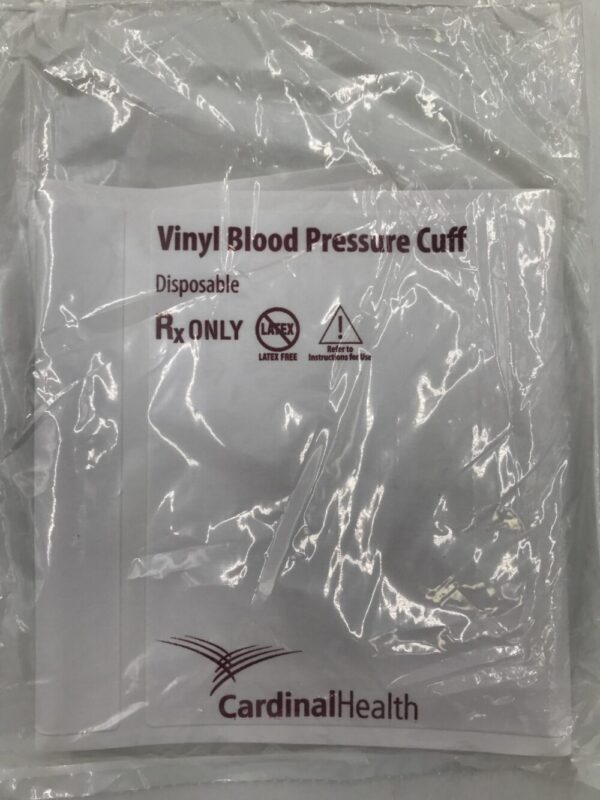 Vinyl Blood Pressure Cuff
Disposable
Rx ONLY
LATEX
LATEX FREE
!
Refer to
Instructions for Use
CardinalHealth